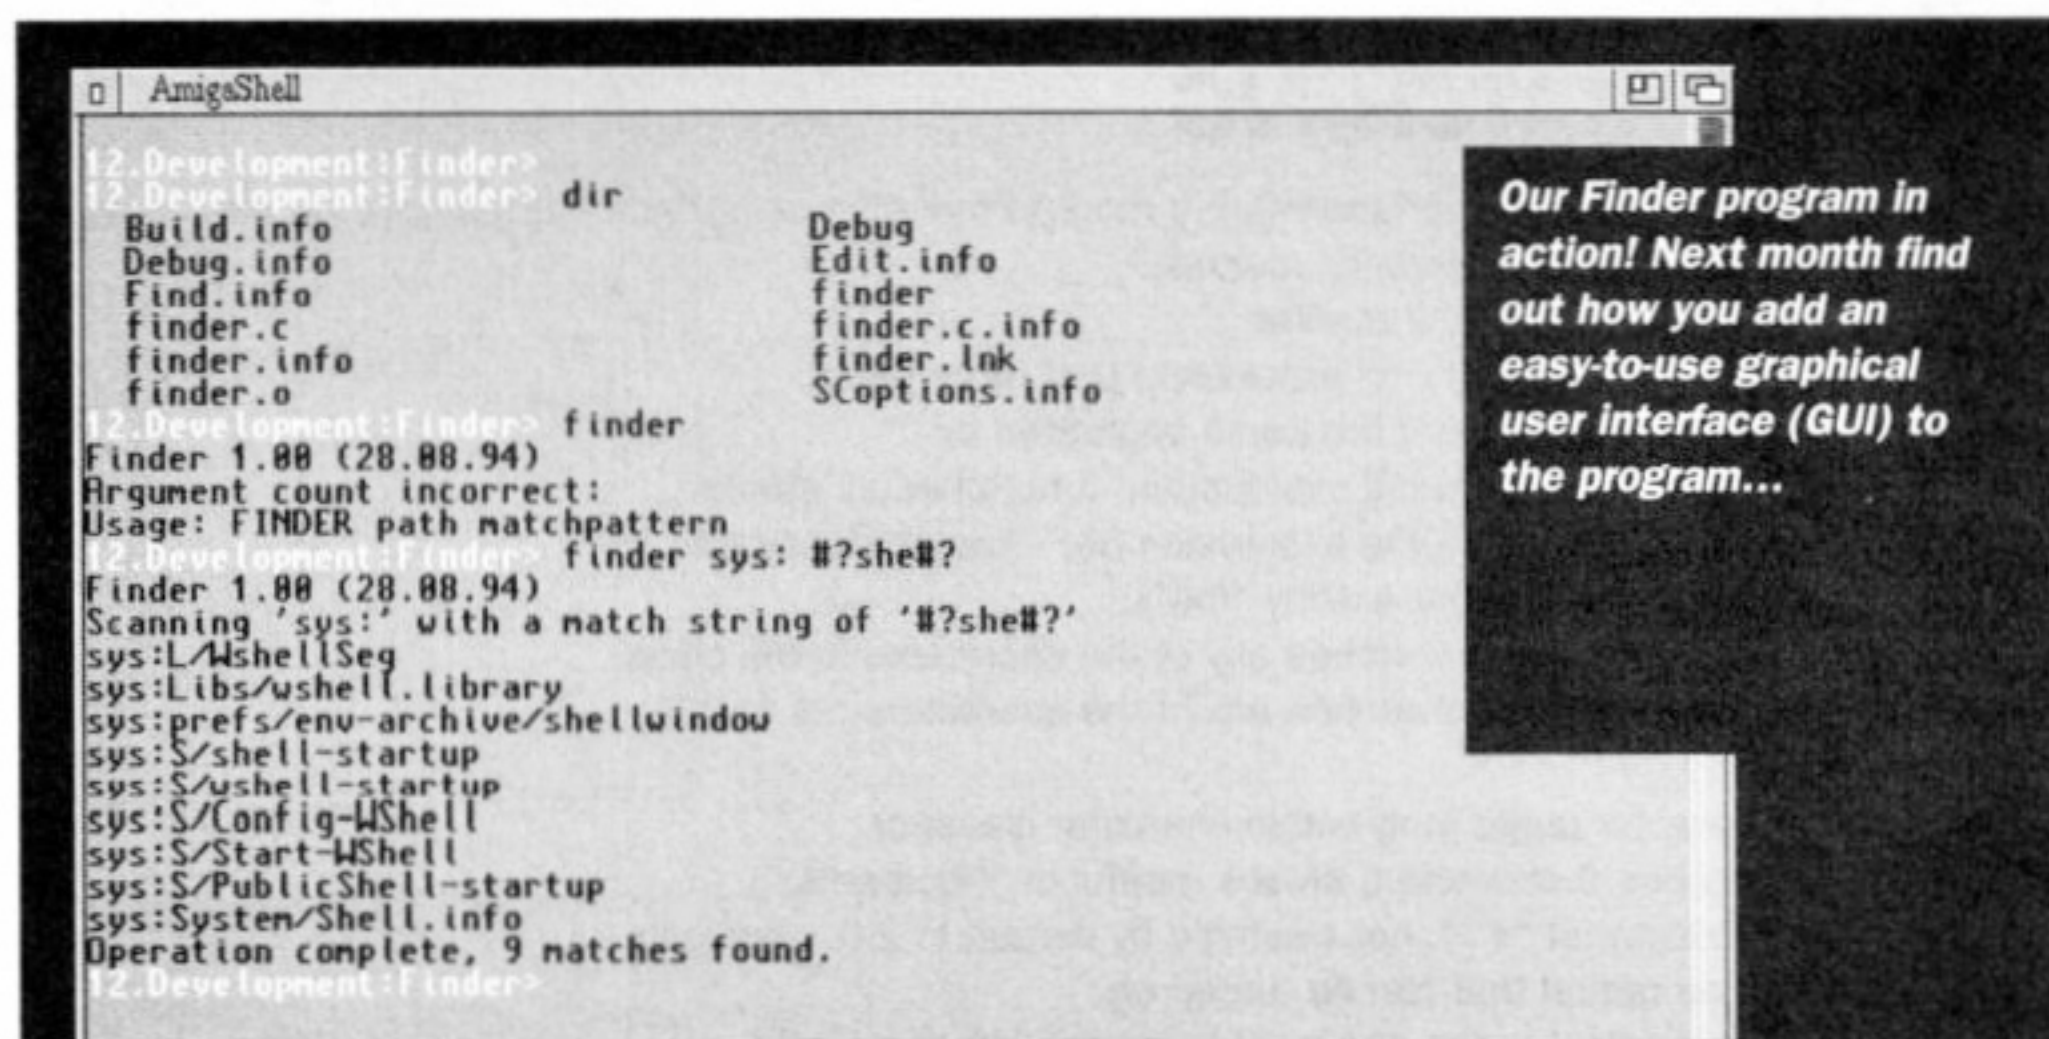 AmigaShell
12.Development:Finder>
12.Development:Finder> dir
Build.info Debug
Debug.info Edit.info
Find.info finder
finder.c finder.c.info
finder.info finder.lnk
finder.o SCoptions.info
12.Development:Finder> finder
Finder 1.00 (28.08.94)
Argument count incorrect:
Usage: FINDER path matchpattern
12.Development:Finder> finder sys: #?she#?
Finder 1.00 (28.08.94)
Scanning 'sys:' with a match string of '#?she#?'
sys:L/WshellSeg
sys:Libs/wshell.library
sys:prefs/env-archive/shellwindow
sys:S/shell-startup
sys:S/wshell-startup
sys:S/Config-WShell
sys:S/Start-WShell
sys:S/PublicShell-startup
sys:System/Shell.info
Operation complete, 9 matches found.
12.Development:Finder>
Our Finder program in
action! Next month find
out how you add an
easy-to-use graphical
user interface (GUI) to
the program...